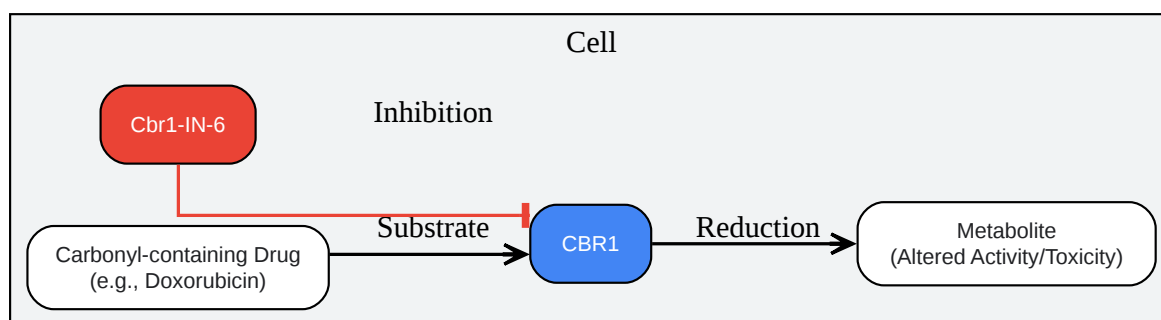 Cell
Cbr1-IN-6
Inhibition
Substrate
Carbonyl-containing Drug
(e.g., Doxorubicin)
CBR1
Reduction
Metabolite
(Altered Activity/Toxicity)